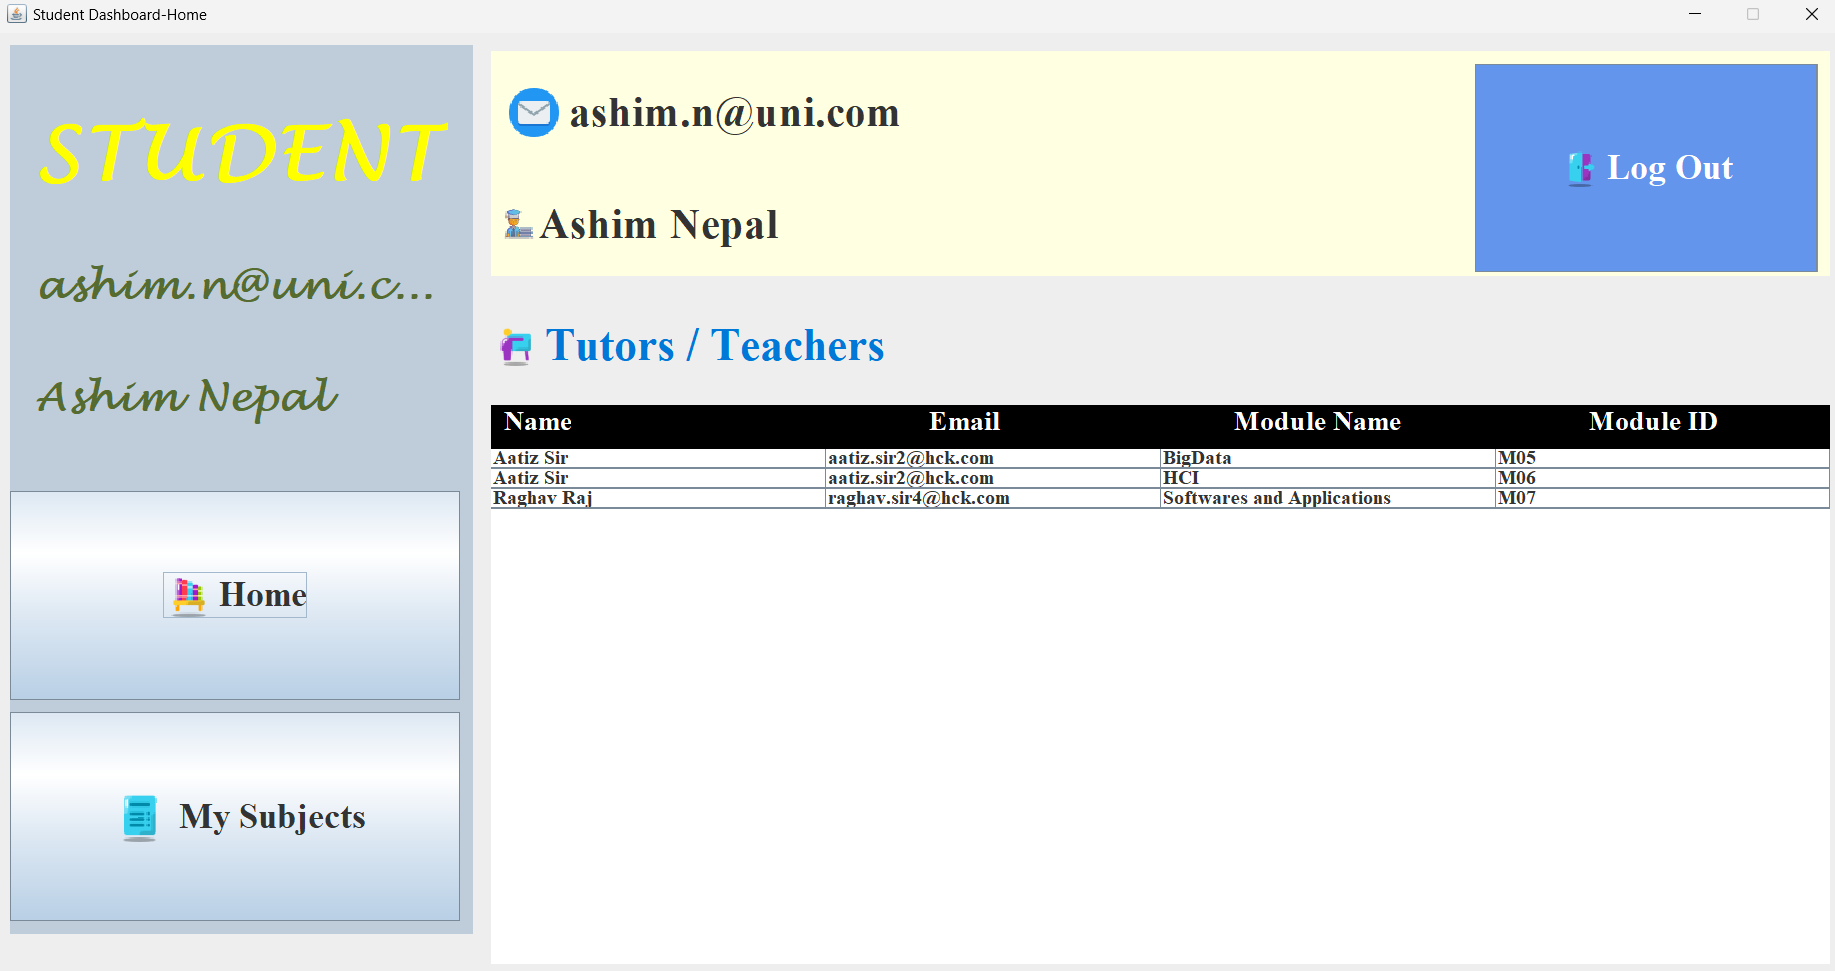 Student Dashboard-Home
STUDENT
ashim.n@uni.c...
Ashim Nepal
Home
My Subjects
ashim.n@uni.com
Ashim Nepal
Log Out
Tutors / Teachers
Name Email Module Name Module ID
Aatiz Sir aatiz.sir2@hck.com BigData M05
Aatiz Sir aatiz.sir2@hck.com HCI M06
Raghav Raj raghav.sir4@hck.com Softwares and Applications M07